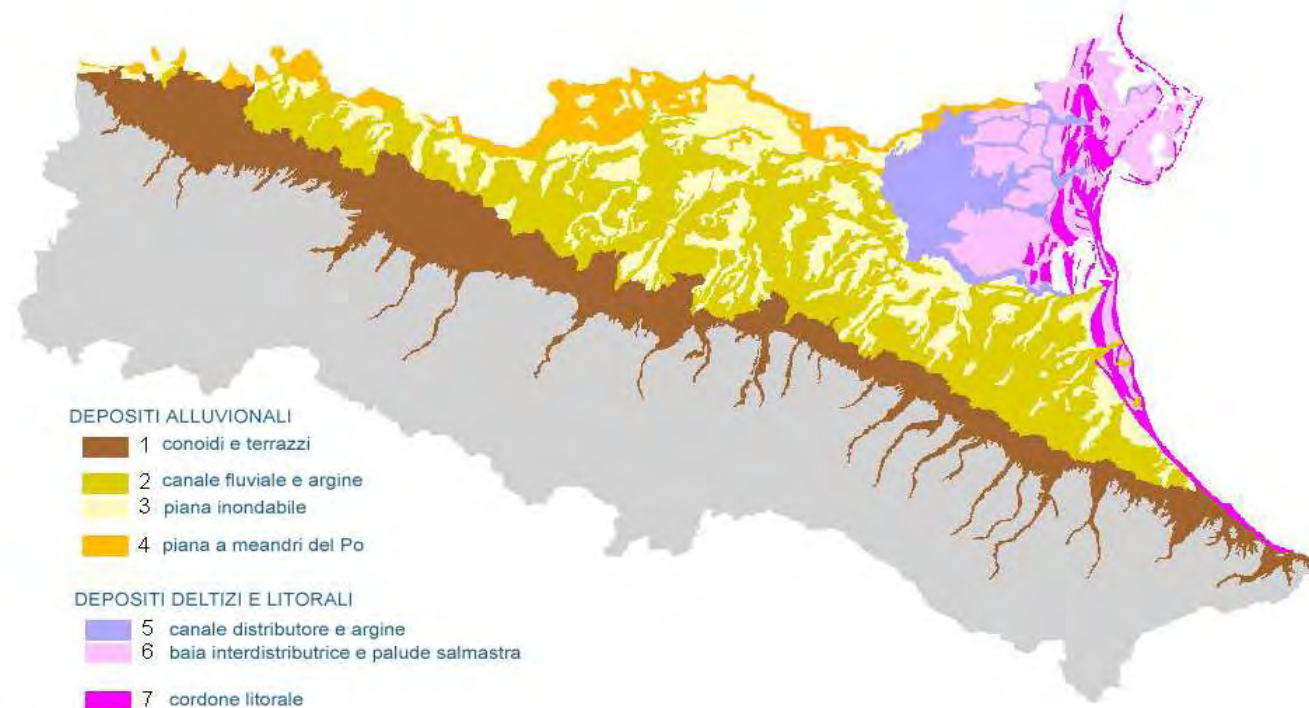 DEPOSITI ALLUVIONALI
1 conoidi e terrazzi
2 canale fluviale e argine
3 piana inondabile
4 piana a meandri del Po
DEPOSITI DELTIZI E LITORALI
5 canale distributore e argine
6 baia interdistributrice e palude salmastra
7 cordone litorale